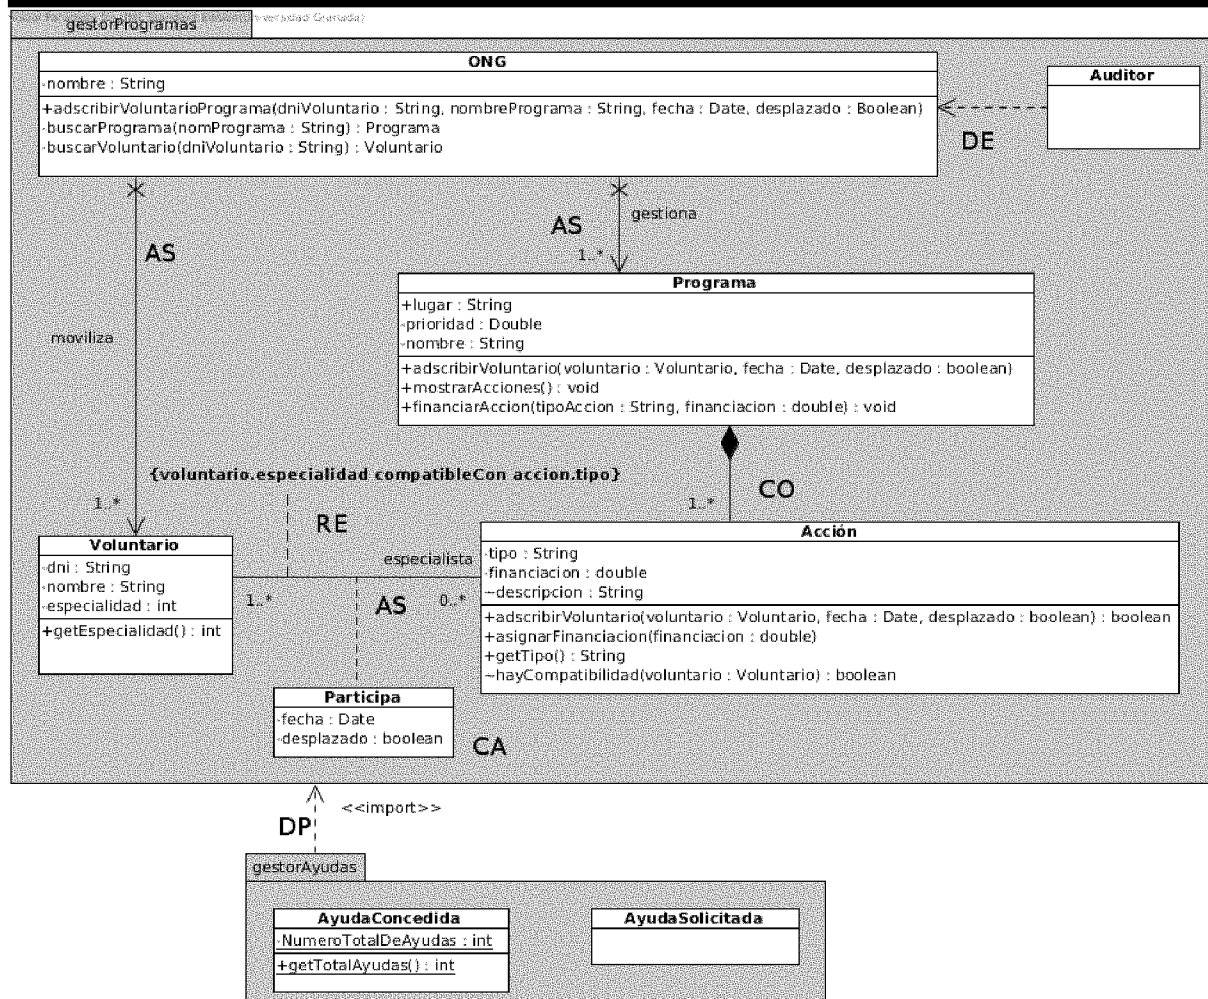 gestorProgramas
ONG
-nombre : String
+adscribirVoluntarioPrograma(dniVoluntario : String, nombrePrograma : String, fecha : Date, desplazado : Boolean)
-buscarPrograma(nomPrograma : String) : Programa
-buscarVoluntario(dniVoluntario : String) : Voluntario
Auditor
DE
AS
moviliza
1..*
AS
gestiona
1..*
Programa
+lugar : String
-prioridad : Double
-nombre : String
+adscribirVoluntario(voluntario : Voluntario, fecha : Date, desplazado : boolean)
+mostrarAcciones() : void
+financiarAccion(tipoAccion : String, financiacion : double) : void
{voluntario.especialidad compatibleCon accion.tipo}
RE
CO
1..*
Voluntario
-dni : String
-nombre : String
-especialidad : int
+getEspecialidad() : int
1..*
AS
especialista
0..*
Acción
-tipo : String
-financiacion : double
~descripcion : String
+adscribirVoluntario(voluntario : Voluntario, fecha : Date, desplazado : boolean) : boolean
+asignarFinanciacion(financiacion : double)
+getTipo() : String
~hayCompatibilidad(voluntario : Voluntario) : boolean
Participa
-fecha : Date
-desplazado : boolean
CA
<<import>>
DP
gestorAyudas
AyudaConcedida
-NumeroTotalDeAyudas : int
+getTotalAyudas() : int
AyudaSolicitada